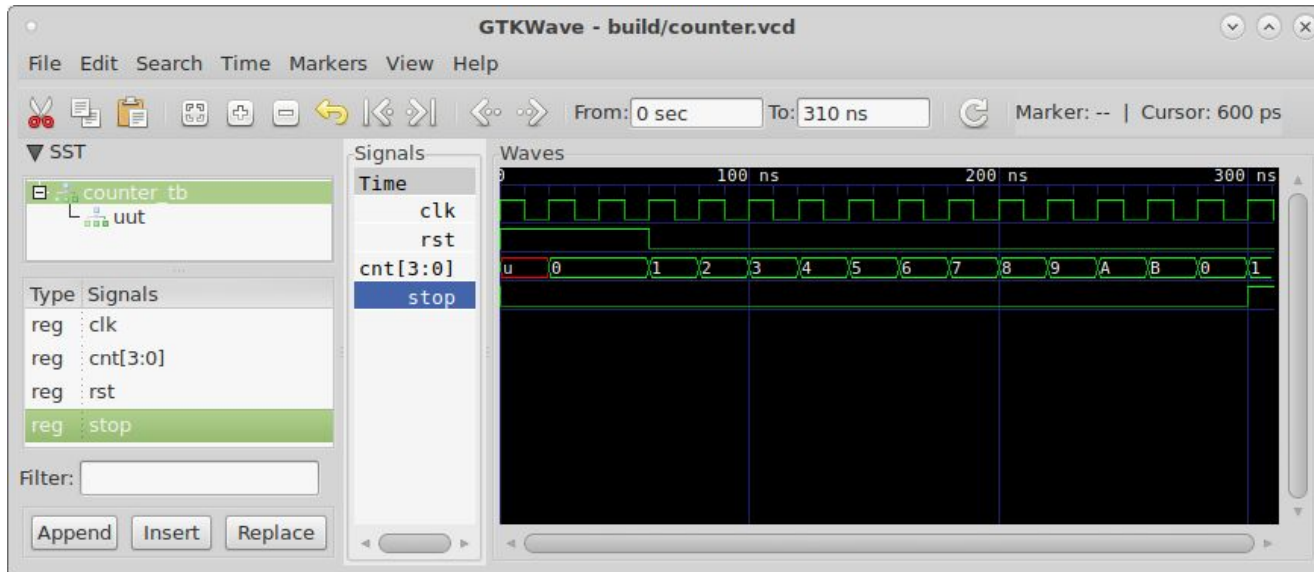 GTKWave - build/counter.vcd
File Edit Search Time Markers View Help
From: 0 sec To: 310 ns Marker: -- | Cursor: 600 ps
SST
counter_tb
uut
Type Signals
reg clk
reg cnt[3:0]
reg rst
reg stop
Filter:
Append Insert Replace
Signals
Time
clk
rst
cnt[3:0]
stop
Waves
0 100 ns 200 ns 300 ns
u 0 1 2 3 4 5 6 7 8 9 A B 0 1